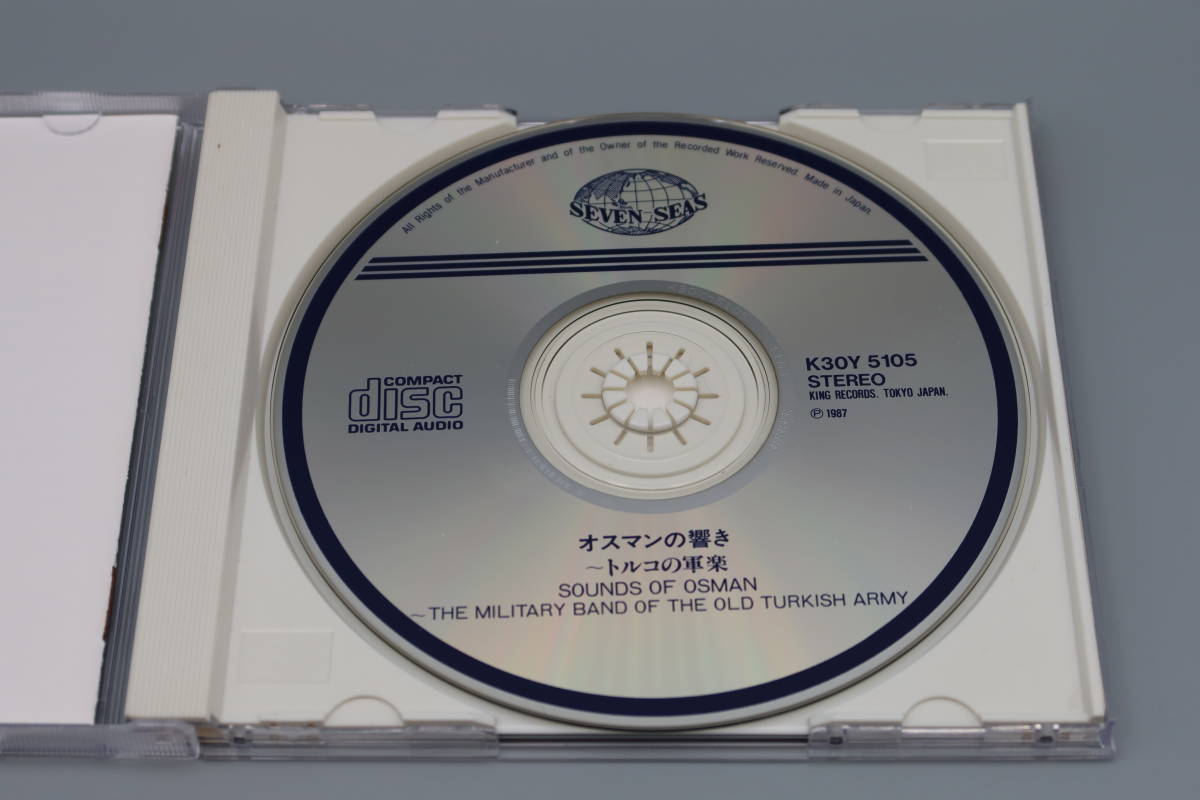 All Rights of the Manufacturer and of the Owner of the Recorded Work Reserved. Made in Japan.
SEVEN SEAS
COMPACT
disc
DIGITAL AUDIO
K30Y 5105
STEREO
KING RECORDS. TOKYO JAPAN.
Ⓟ 1987
オスマンの響き
～トルコの軍楽
SOUNDS OF OSMAN
～THE MILITARY BAND OF THE OLD TURKISH ARMY